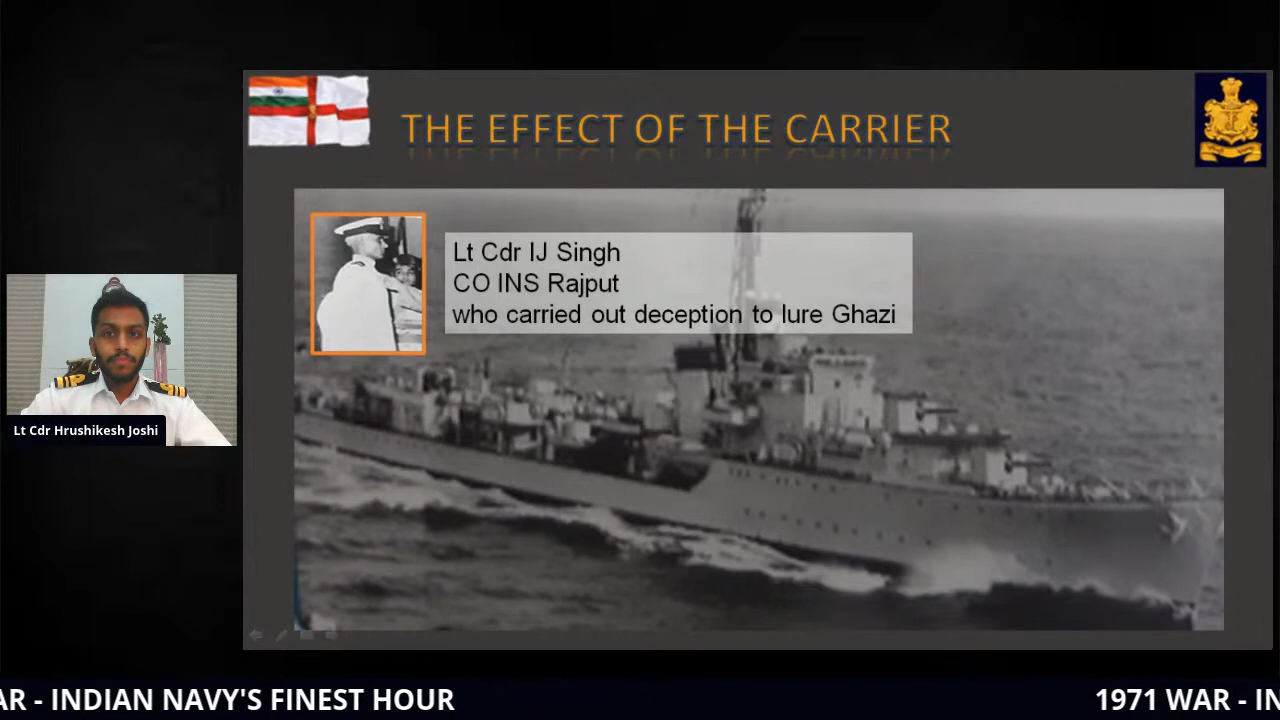 THE EFFECT OF THE CARRIER
Lt Cdr IJ Singh
CO INS Rajput
who carried out deception to lure Ghazi
Lt Cdr Hrushikesh Joshi
AR - INDIAN NAVY'S FINEST HOUR
1971 WAR - IN